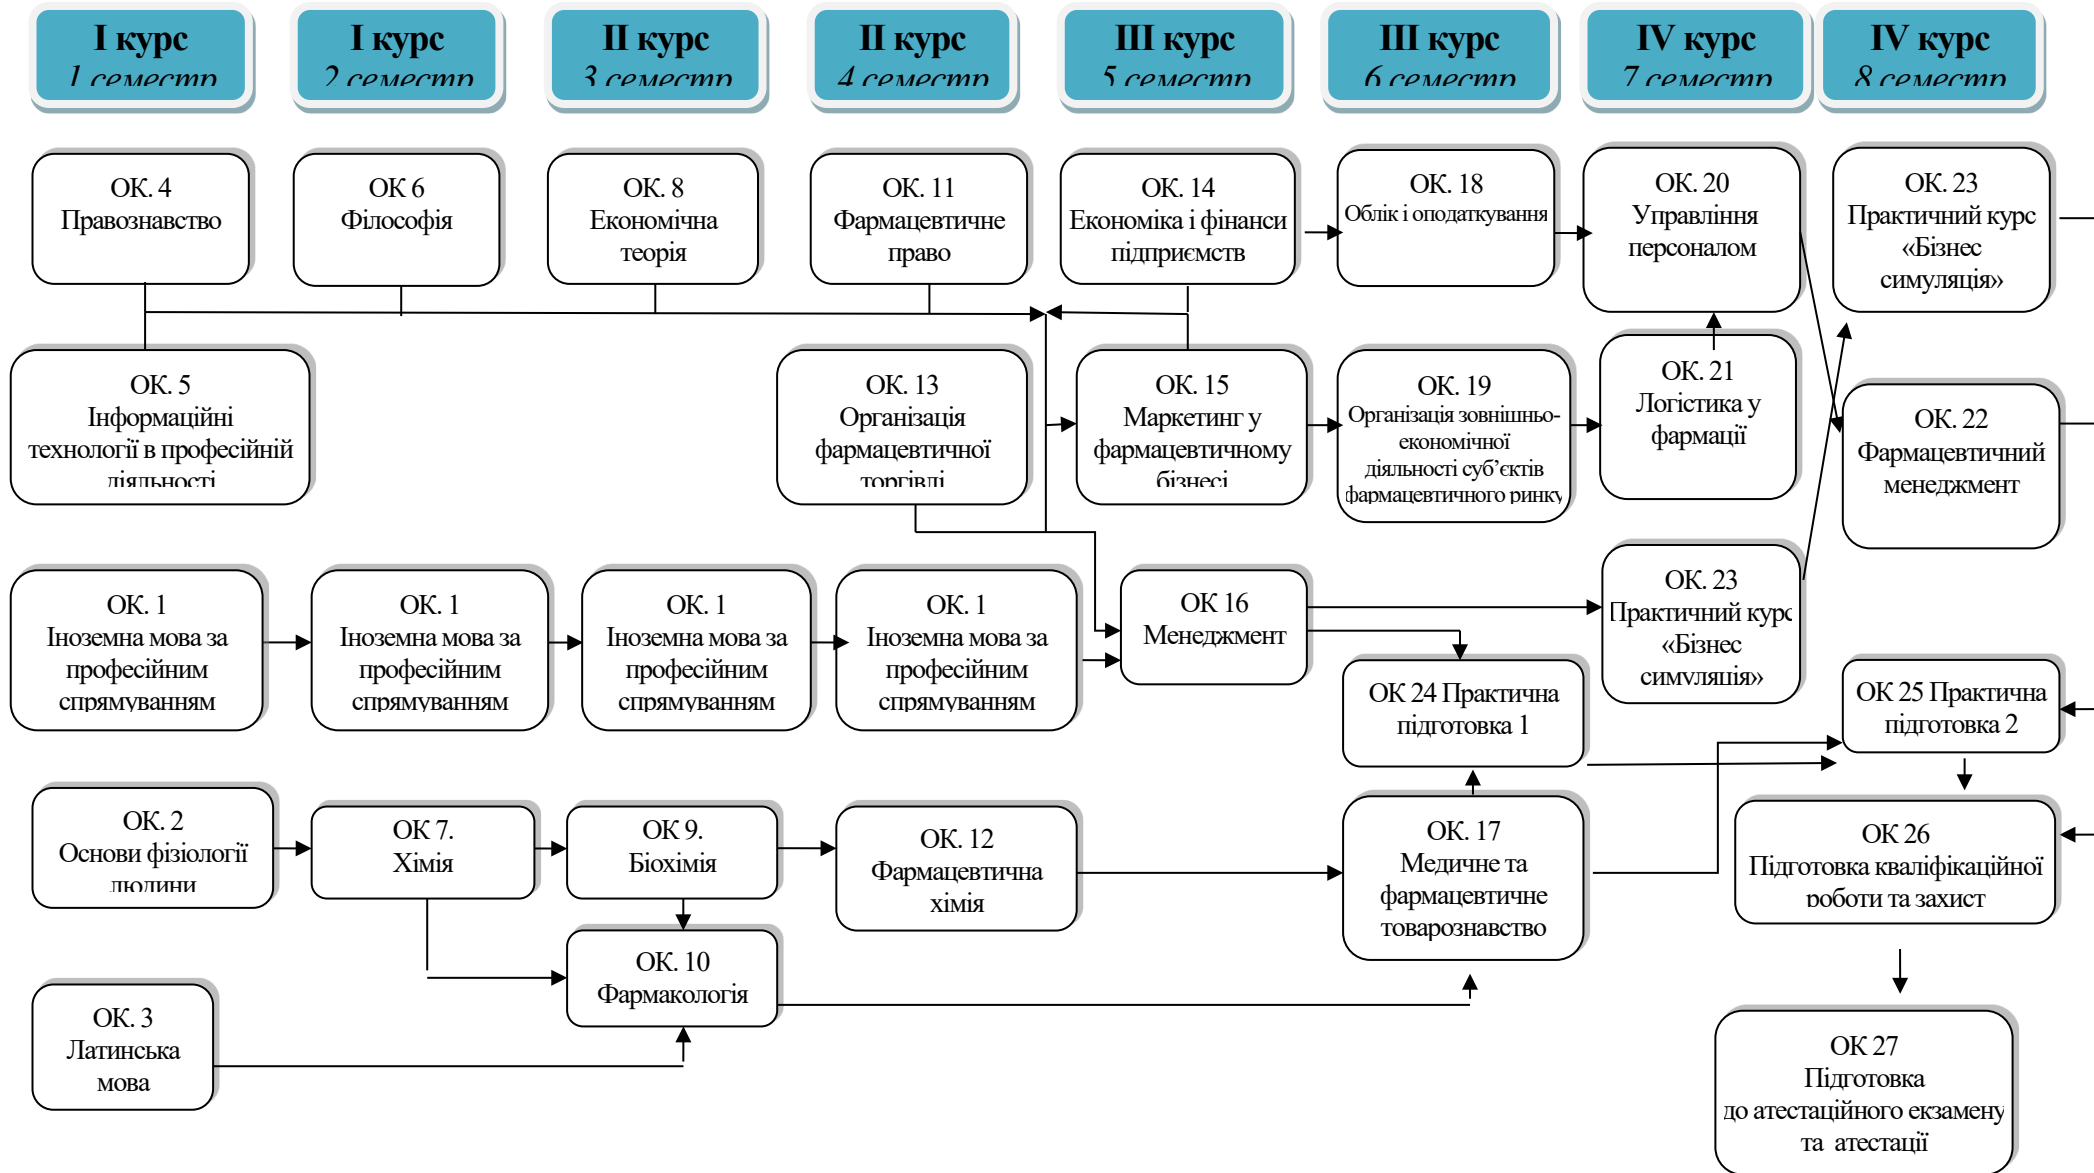 I курс
1 семестр
I курс
2 семестр
II курс
3 семестр
II курс
4 семестр
III курс
5 семестр
III курс
6 семестр
IV курс
7 семестр
IV курс
8 семестр
ОК. 4
Правознавство
ОК 6
Філософія
ОК. 8
Економічна
теорія
ОК. 11
Фармацевтичне
право
ОК. 14
Економіка і фінанси
підприємств
ОК. 18
Облік і оподаткування
ОК. 20
Управління
персоналом
ОК. 23
Практичний курс
«Бізнес
симуляція»
ОК. 5
Інформаційні
технології в професійній
діяльності
ОК. 13
Організація
фармацевтичної
торгівлі
ОК. 15
Маркетинг у
фармацевтичному
бізнесі
ОК. 19
Організація зовнішньо-
економічної
діяльності суб’єктів
фармацевтичного ринку
ОК. 21
Логістика у
фармації
ОК. 22
Фармацевтичний
менеджмент
ОК. 1
Іноземна мова за
професійним
спрямуванням
ОК. 1
Іноземна мова за
професійним
спрямуванням
ОК. 1
Іноземна мова за
професійним
спрямуванням
ОК. 1
Іноземна мова за
професійним
спрямуванням
ОК 16
Менеджмент
ОК. 23
Практичний курс
«Бізнес
симуляція»
ОК 24 Практична
підготовка 1
ОК 25 Практична
підготовка 2
ОК. 2
Основи фізіології
людини
ОК 7.
Хімія
ОК 9.
Біохімія
ОК. 12
Фармацевтична
хімія
ОК. 17
Медичне та
фармацевтичне
товарознавство
ОК 26
Підготовка кваліфікаційної
роботи та захист
ОК. 10
Фармакологія
ОК. 3
Латинська
мова
ОК 27
Підготовка
до атестаційного екзамену
та атестації